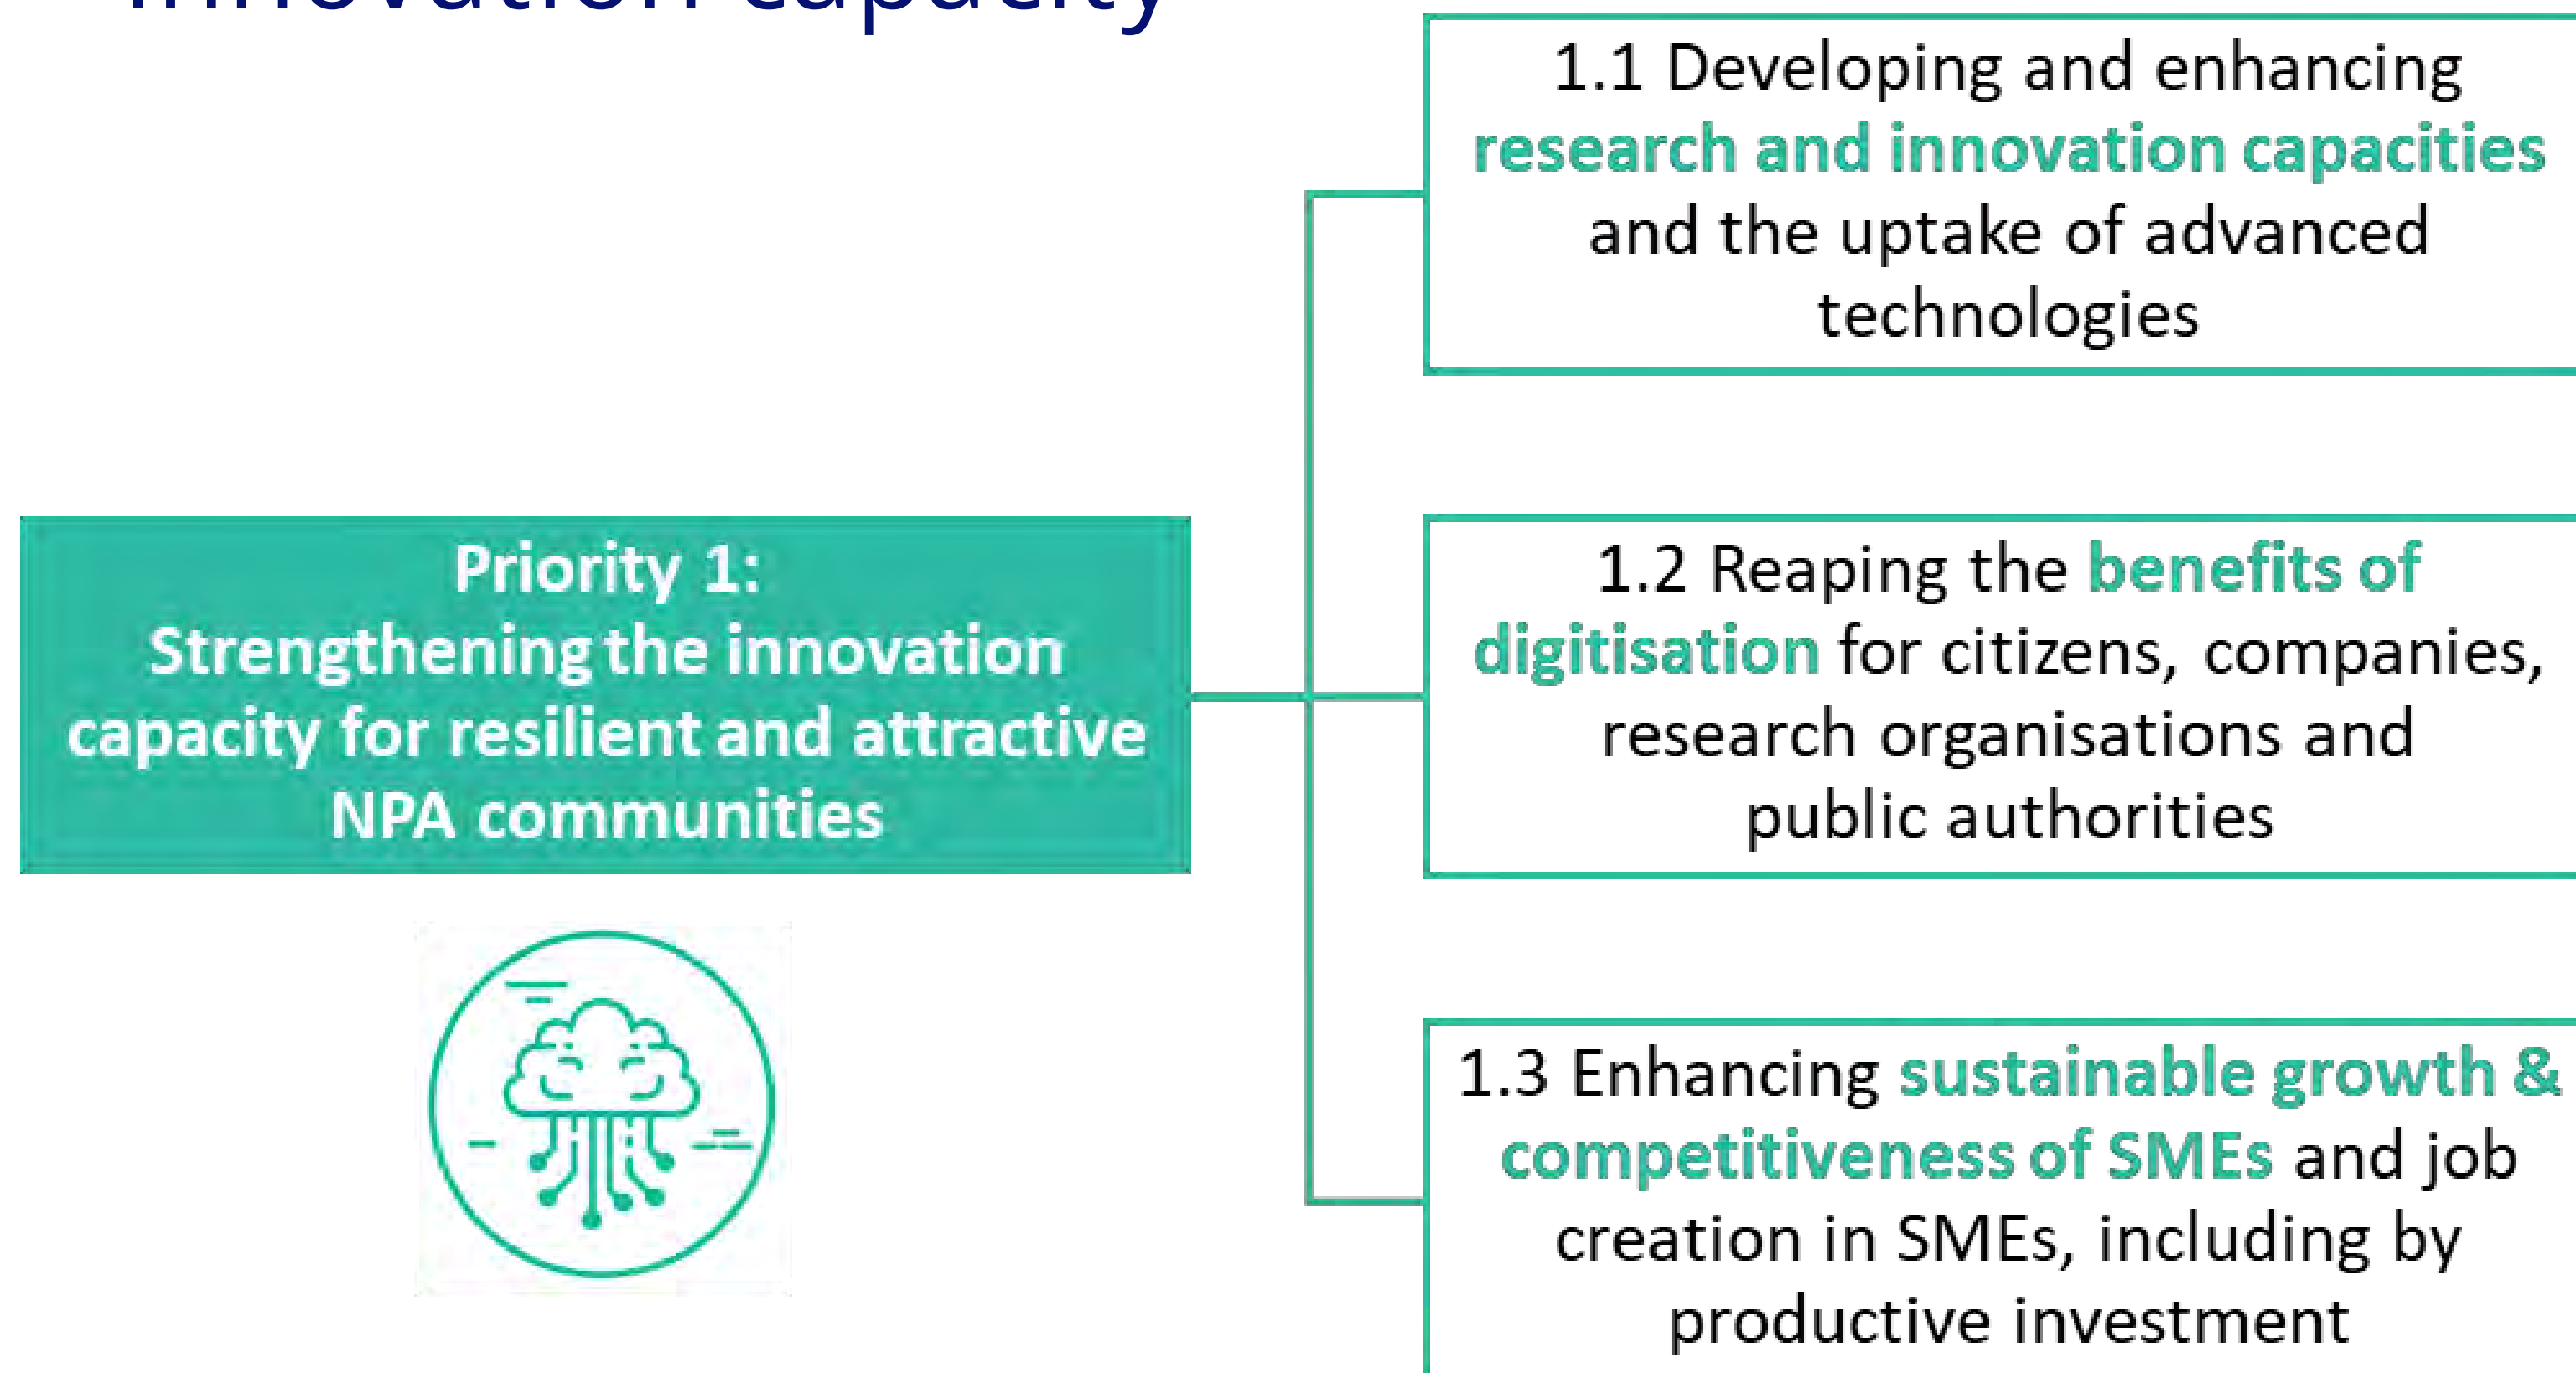 innovation capacity
1.1 Developing and enhancing
research and innovation capacities
and the uptake of advanced
technologies
Priority 1:
Strengthening the innovation
capacity for resilient and attractive
NPA communities
1.2 Reaping the benefits of
digitisation for citizens, companies,
research organisations and
public authorities
1.3 Enhancing sustainable growth &
competitiveness of SMEs and job
creation in SMEs, including by
productive investment